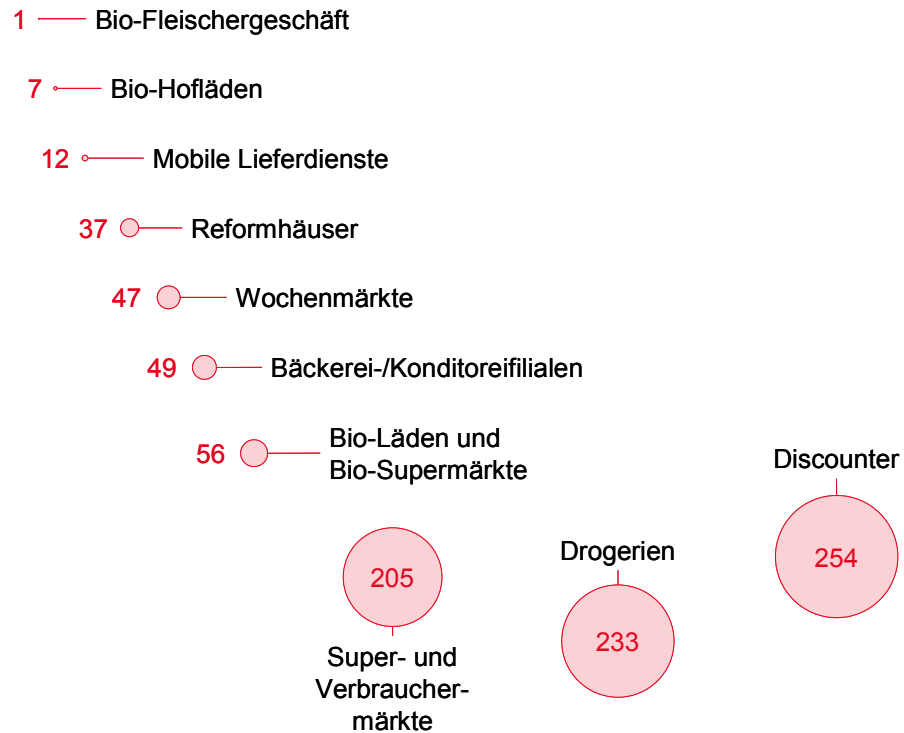 1 Bio-Fleischergeschäft
7 Bio-Hofläden
12 Mobile Lieferdienste
37 Reformhäuser
47 Wochenmärkte
49 Bäckerei-/Konditoreifilialen
56 Bio-Läden und
Bio-Supermärkte
205
Super- und
Verbraucher-
märkte
Drogerien
233
Discounter
254